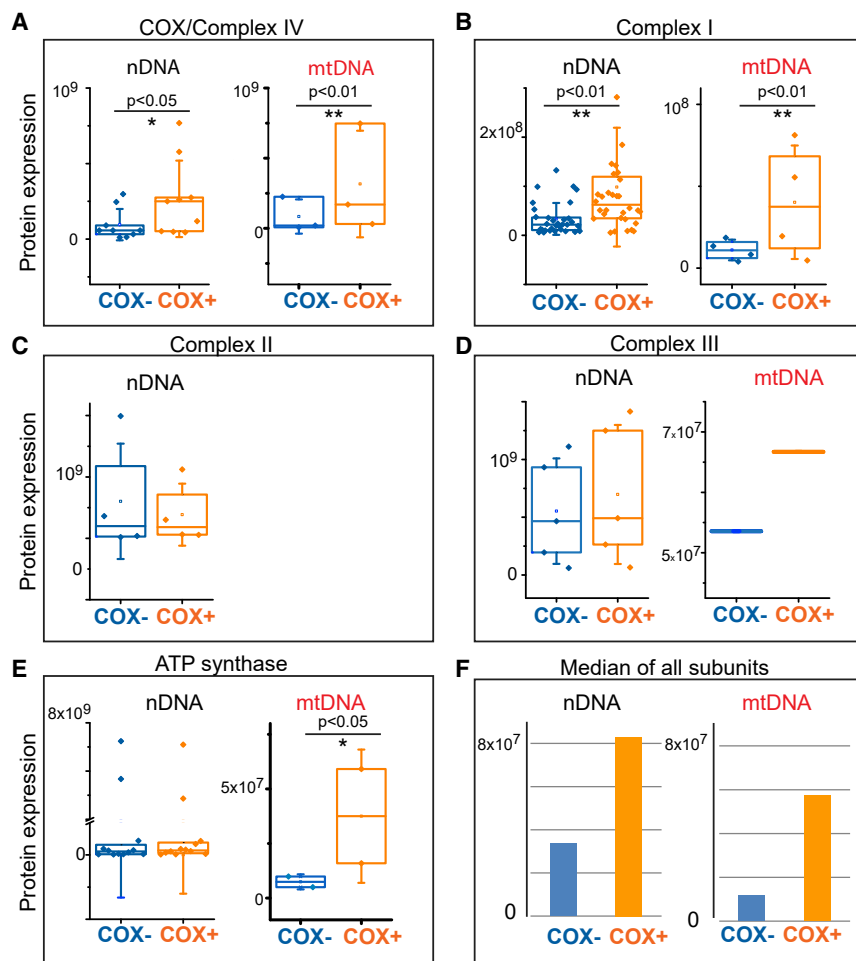 A
COX/Complex IV
nDNA
mtDNA
Protein expression
10⁹
0
p<0.05
*
10⁹
0
p<0.01
**
COX- COX+
COX- COX+
B
Complex I
nDNA
mtDNA
2x10⁸
0
p<0.01
**
10⁸
0
p<0.01
**
COX- COX+
COX- COX+
C
Complex II
nDNA
Protein expression
10⁹
0
COX- COX+
D
Complex III
nDNA
mtDNA
10⁹
0
7x10⁷
5x10⁷
COX- COX+
COX- COX+
E
ATP synthase
nDNA
mtDNA
Protein expression
8x10⁹
0
p<0.05
*
5x10⁷
0
COX- COX+
COX- COX+
F
Median of all subunits
nDNA
mtDNA
8x10⁷
0
8x10⁷
0
COX- COX+
COX- COX+